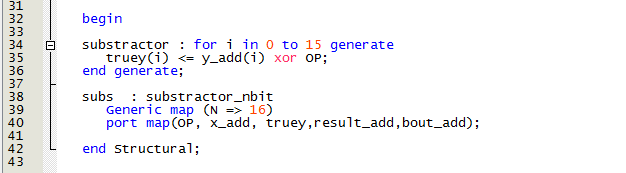 31
32 begin
33
34 substractor : for i in 0 to 15 generate
35 truey(i) <= y_add(i) xor OP;
36 end generate;
37
38 subs : substractor_nbit
39 Generic map (N => 16)
40 port map(OP, x_add, truey,result_add,bout_add);
41
42 end Structural;
43